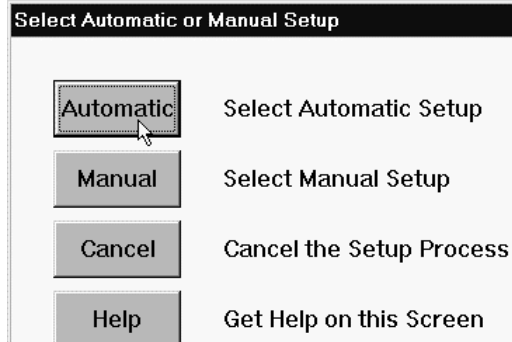 Select Automatic or Manual Setup
Automatic Select Automatic Setup
Manual Select Manual Setup
Cancel Cancel the Setup Process
Help Get Help on this Screen